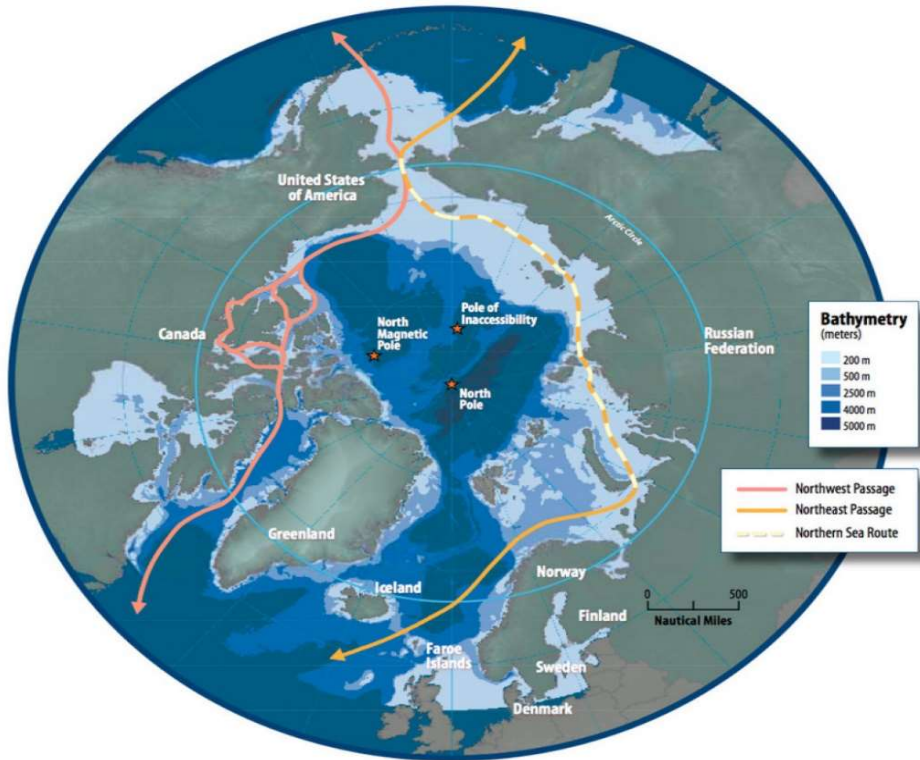 United States
of America
Arctic Circle
Pole of
Inaccessibility
North
Magnetic
Pole
Canada
Russian
Federation
North
Pole
Bathymetry
(meters)
200 m
500 m
2500 m
4000 m
5000 m
Northwest Passage
Northeast Passage
Northern Sea Route
Greenland
Iceland
Norway
0 500
Nautical Miles
Finland
Faroe
Islands
Sweden
Denmark